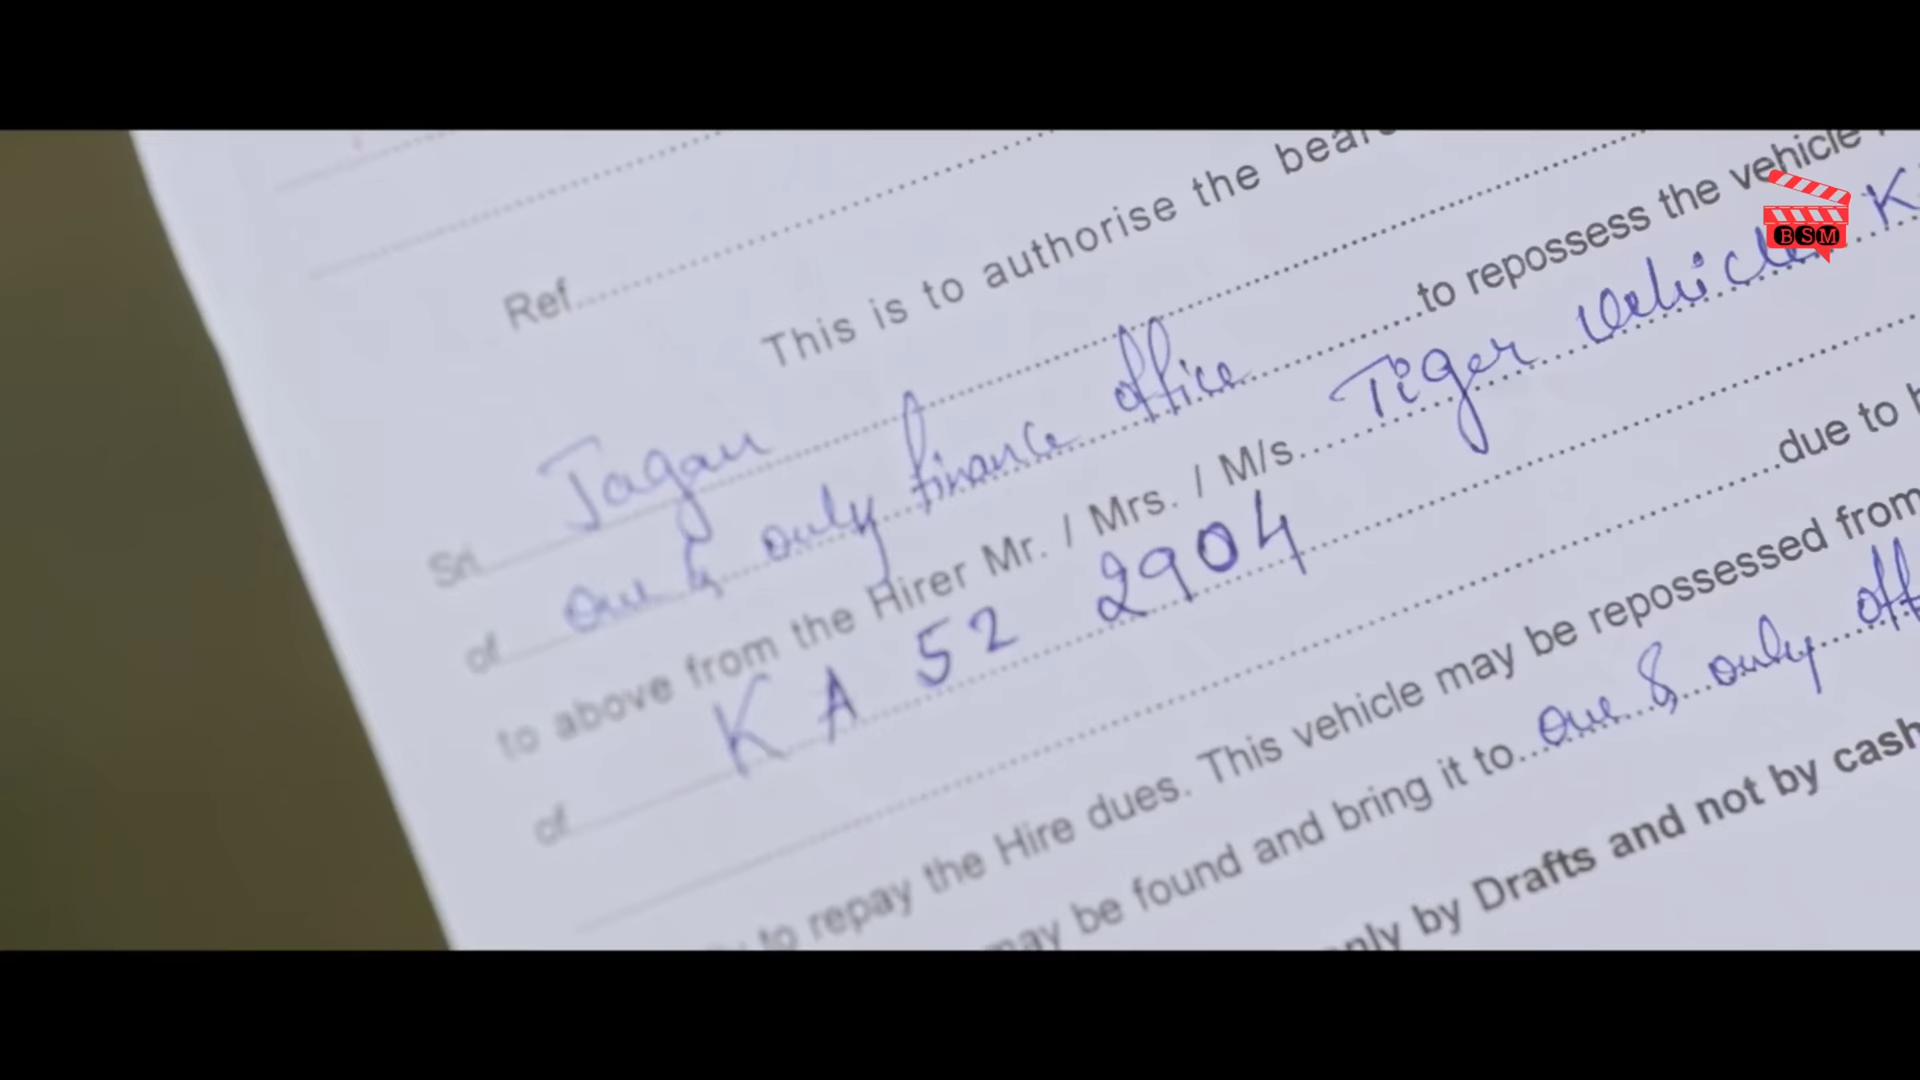 Ref
This is to authorise the bear
Sri Jagan
of one & only finance office to repossess the vehicle
to above from the Hirer Mr. / Mrs. / M/s. Tiger vehicle K
of KA 52 2904
due to h
to repay the Hire dues. This vehicle may be repossessed from
may be found and bring it to one & only off
only by Drafts and not by cash
BSM